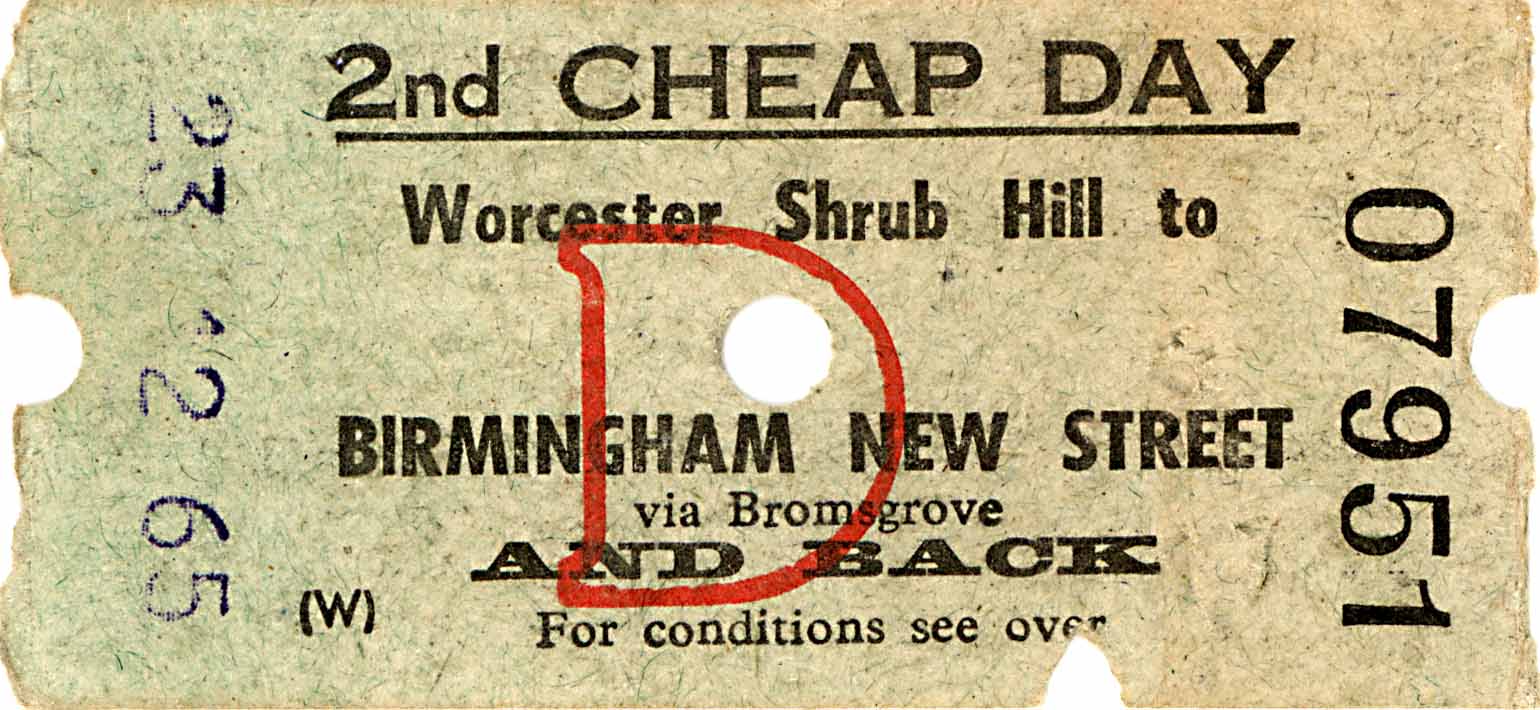 2nd CHEAP DAY
Worcester Shrub Hill to
D
BIRMINGHAM NEW STREET
via Bromsgrove
AND BACK
(W)
For conditions see over
23 12 65
07951